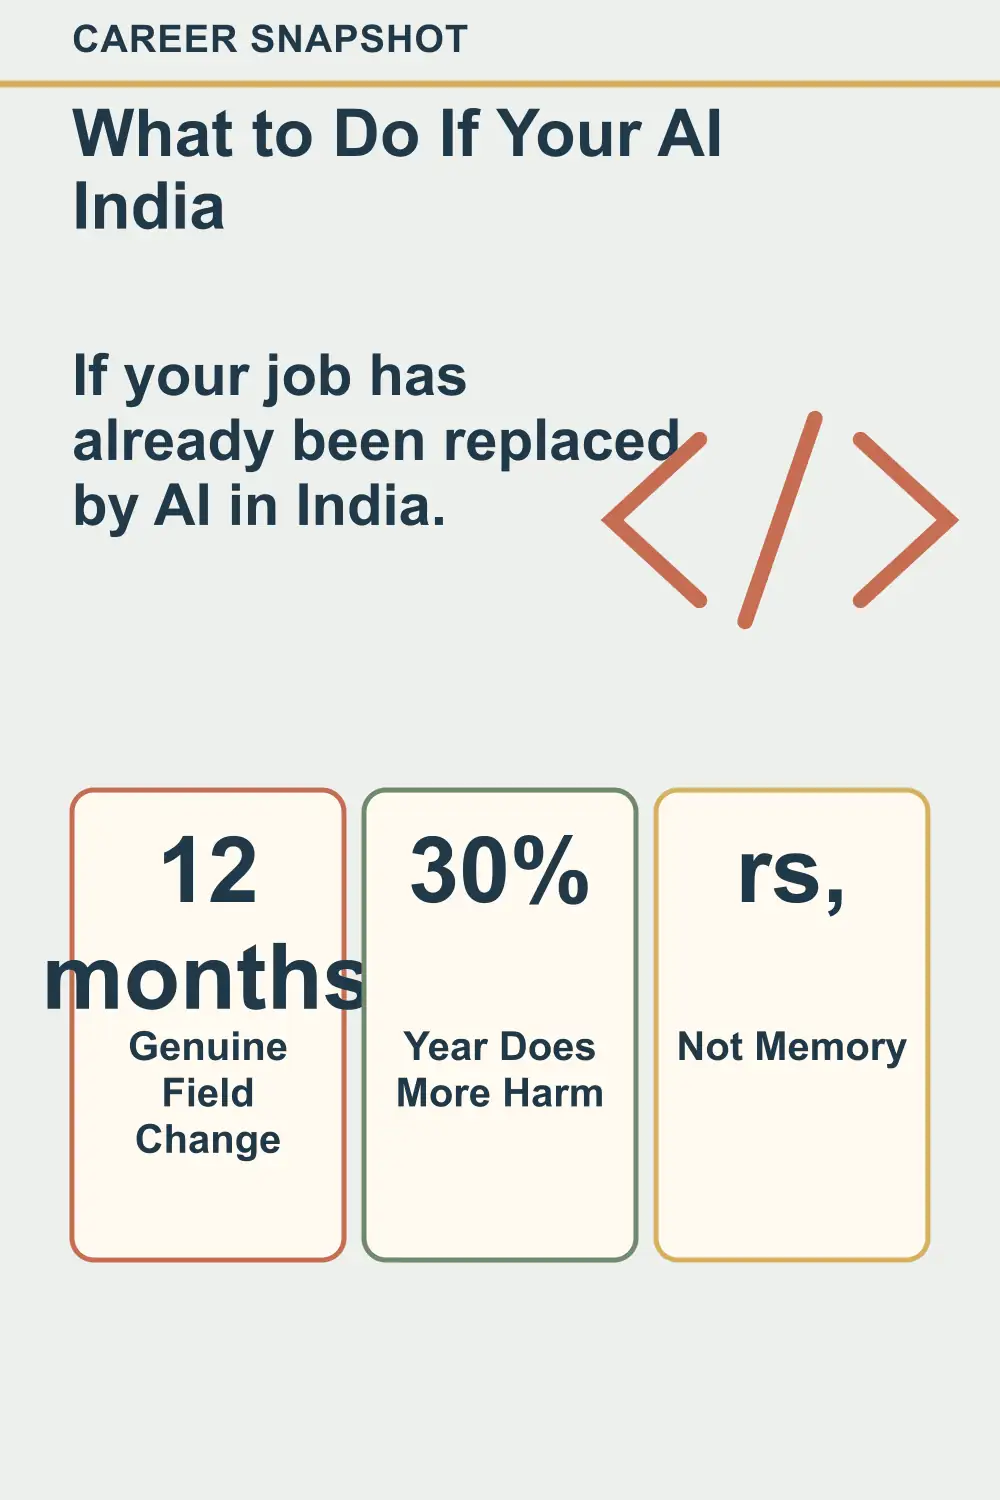 CAREER SNAPSHOT
What to Do If Your AI
India
If your job has
already been replaced
by AI in India.
12
months
Genuine
Field
Change
30%
Year Does
More Harm
rs,
Not Memory